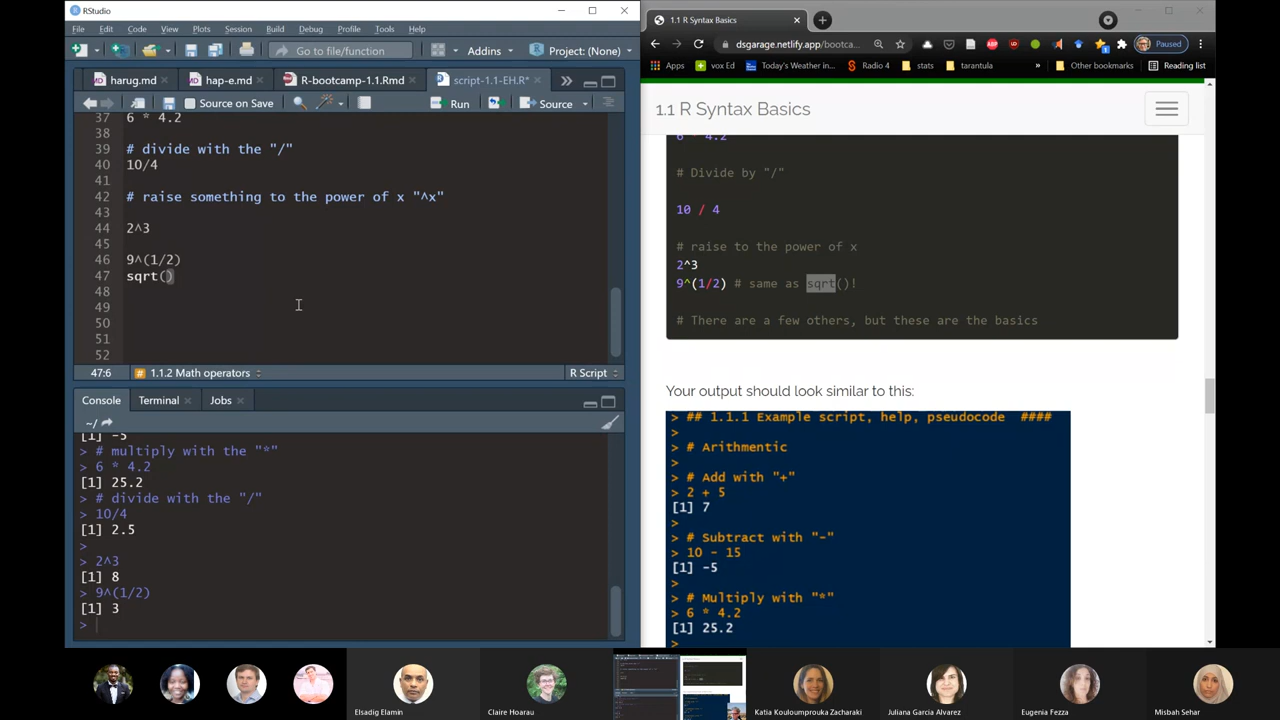 RStudio
File Edit Code View Plots Session Build Debug Profile Tools Help
Go to file/function
Addins
Project: (None)
harug.md
hap-e.md
R-bootcamp-1.1.Rmd
script-1.1-EH.R*
Source on Save
Run
Source
37 6 * 4.2
38
39 # divide with the "/"
40 10/4
41
42 # raise something to the power of x "^x"
43
44 2^3
45
46 9^(1/2)
47 sqrt()
48
49
50
51
52
47:6
1.1.2 Math operators
R Script
Console Terminal Jobs
~/
[1] -5
> # multiply with the "*"
> 6 * 4.2
[1] 25.2
> # divide with the "/"
> 10/4
[1] 2.5
>
> 2^3
[1] 8
> 9^(1/2)
[1] 3
>
1.1 R Syntax Basics
dsgarage.netlify.app/bootca...
Paused
Apps vox Ed Today's Weather in... Radio 4 stats tarantula » Other bookmarks Reading list
1.1 R Syntax Basics
6 * 4.2
# Divide by "/"
10 / 4
# raise to the power of x
2^3
9^(1/2) # same as sqrt()!
# There are a few others, but these are the basics
Your output should look similar to this:
> ## 1.1.1 Example script, help, pseudocode ####
>
> # Arithmentic
>
> # Add with "+"
> 2 + 5
[1] 7
>
> # Subtract with "-"
> 10 - 15
[1] -5
>
> # Multiply with "*"
> 6 * 4.2
[1] 25.2
>
Elsadig Elamin
Claire Hoarau
Katia Kouloumprouka Zacharaki
Juliana Garcia Alvarez
Eugenia Fezza
Misbah Sehar